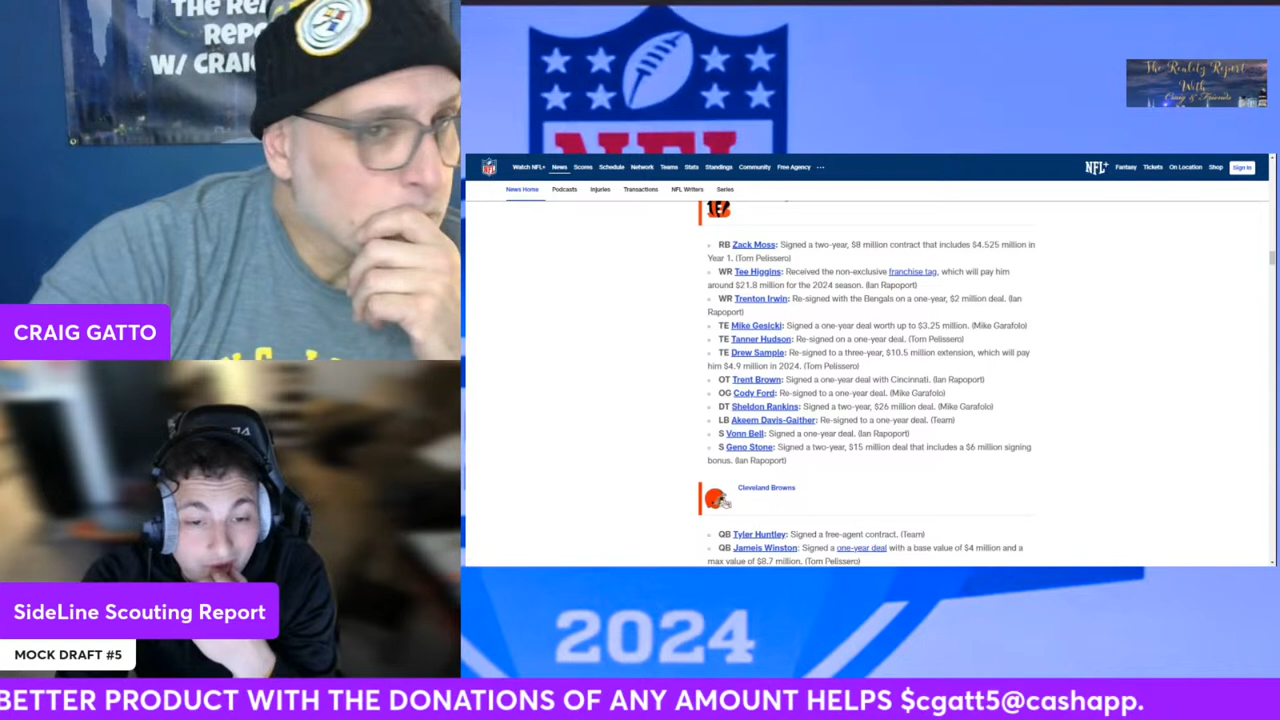 THE REA
REPO
W/ CRAIG
CRAIG GATTO
SideLine Scouting Report
MOCK DRAFT #5
NFL
The Reality Report
With
Craig & Friends
Watch NFL+ News Scores Schedule Network Teams Stats Standings Community Free Agency ...
NFL+ Fantasy Tickets On Location Shop Sign In
News Home Podcasts Injuries Transactions NFL Writers Series
RB Zack Moss: Signed a two-year, $8 million contract that includes $4.525 million in
Year 1. (Tom Pelissero)
WR Tee Higgins: Received the non-exclusive franchise tag, which will pay him
around $21.8 million for the 2024 season. (Ian Rapoport)
WR Trenton Irwin: Re-signed with the Bengals on a one-year, $2 million deal. (Ian
Rapoport)
TE Mike Gesicki: Signed a one-year deal worth up to $3.25 million. (Mike Garafolo)
TE Tanner Hudson: Re-signed on a one-year deal. (Tom Pelissero)
TE Drew Sample: Re-signed to a three-year, $10.5 million extension, which will pay
him $4.9 million in 2024. (Tom Pelissero)
OT Trent Brown: Signed a one-year deal with Cincinnati. (Ian Rapoport)
OG Cody Ford: Re-signed to a one-year deal. (Mike Garafolo)
DT Sheldon Rankins: Signed a two-year, $26 million deal. (Mike Garafolo)
LB Akeem Davis-Gaither: Re-signed to a one-year deal. (Team)
S Vonn Bell: Signed a one-year deal. (Ian Rapoport)
S Geno Stone: Signed a two-year, $15 million deal that includes a $6 million signing
bonus. (Ian Rapoport)
Cleveland Browns
QB Tyler Huntley: Signed a free-agent contract. (Team)
QB Jameis Winston: Signed a one-year deal with a base value of $4 million and a
max value of $8.7 million. (Tom Pelissero)
2024
BETTER PRODUCT WITH THE DONATIONS OF ANY AMOUNT HELPS $cgatt5@cashapp.